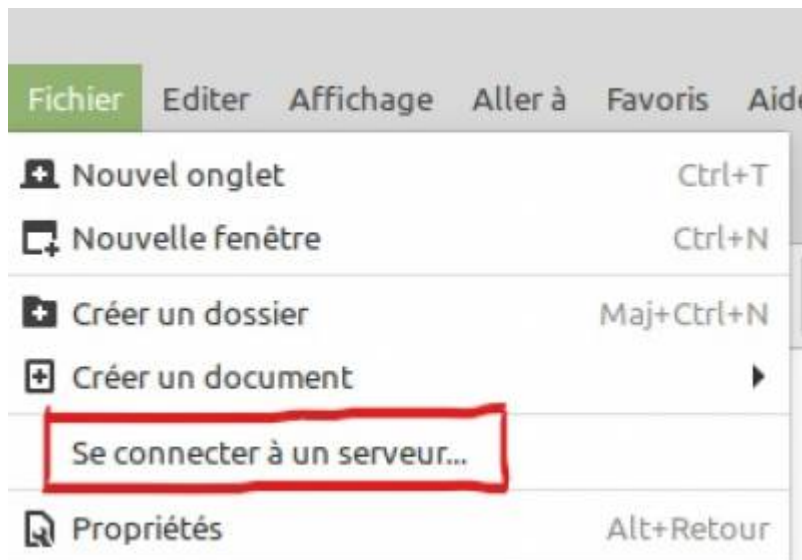 Fichier Editer Affichage Aller à Favoris Aide
Nouvel onglet Ctrl+T
Nouvelle fenêtre Ctrl+N
Créer un dossier Maj+Ctrl+N
Créer un document
Se connecter à un serveur...
Propriétés Alt+Retour